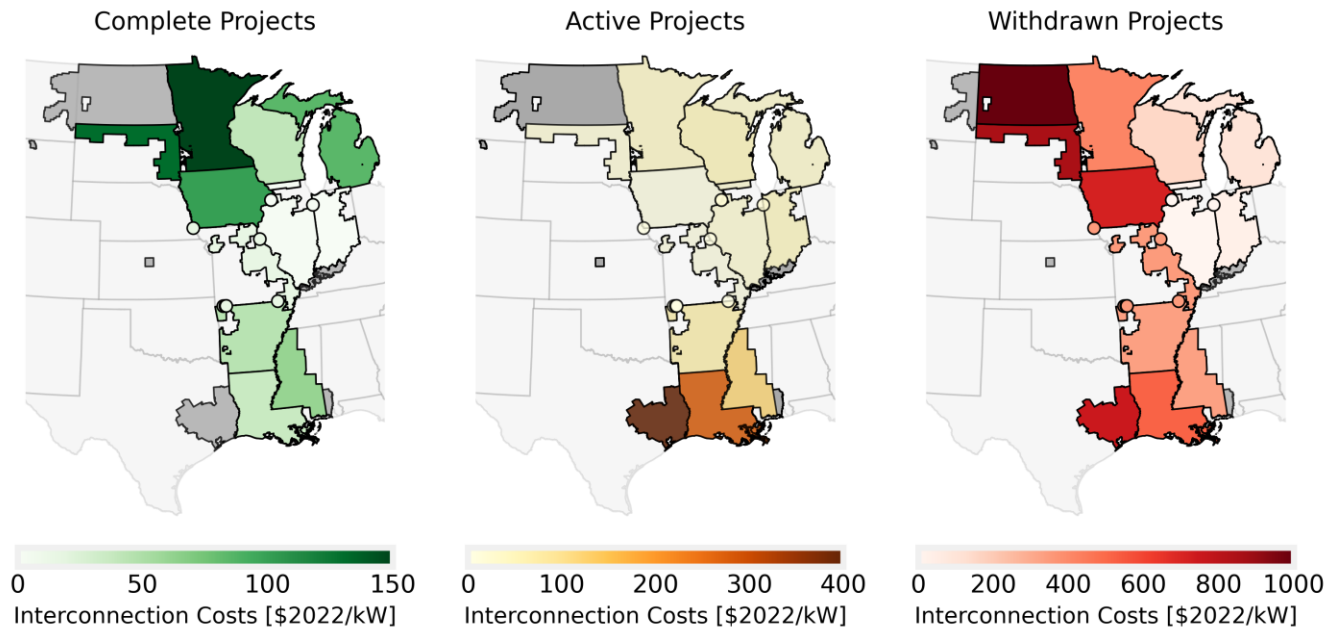 Complete Projects
Active Projects
Withdrawn Projects
0 50 100 150
Interconnection Costs [$2022/kW]
0 100 200 300 400
Interconnection Costs [$2022/kW]
0 200 400 600 800 1000
Interconnection Costs [$2022/kW]